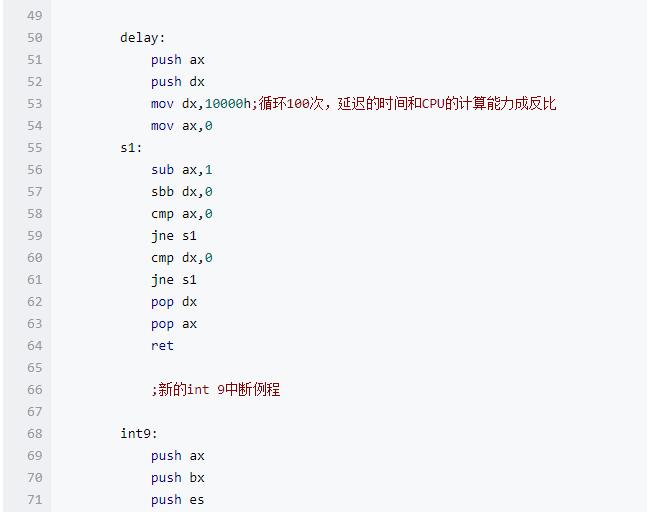 49
50 delay:
51 push ax
52 push dx
53 mov dx,10000h;循环100次，延迟的时间和CPU的计算能力成反比
54 mov ax,0
55 s1:
56 sub ax,1
57 sbb dx,0
58 cmp ax,0
59 jne s1
60 cmp dx,0
61 jne s1
62 pop dx
63 pop ax
64 ret
65
66 ;新的int 9中断例程
67
68 int9:
69 push ax
70 push bx
71 push es